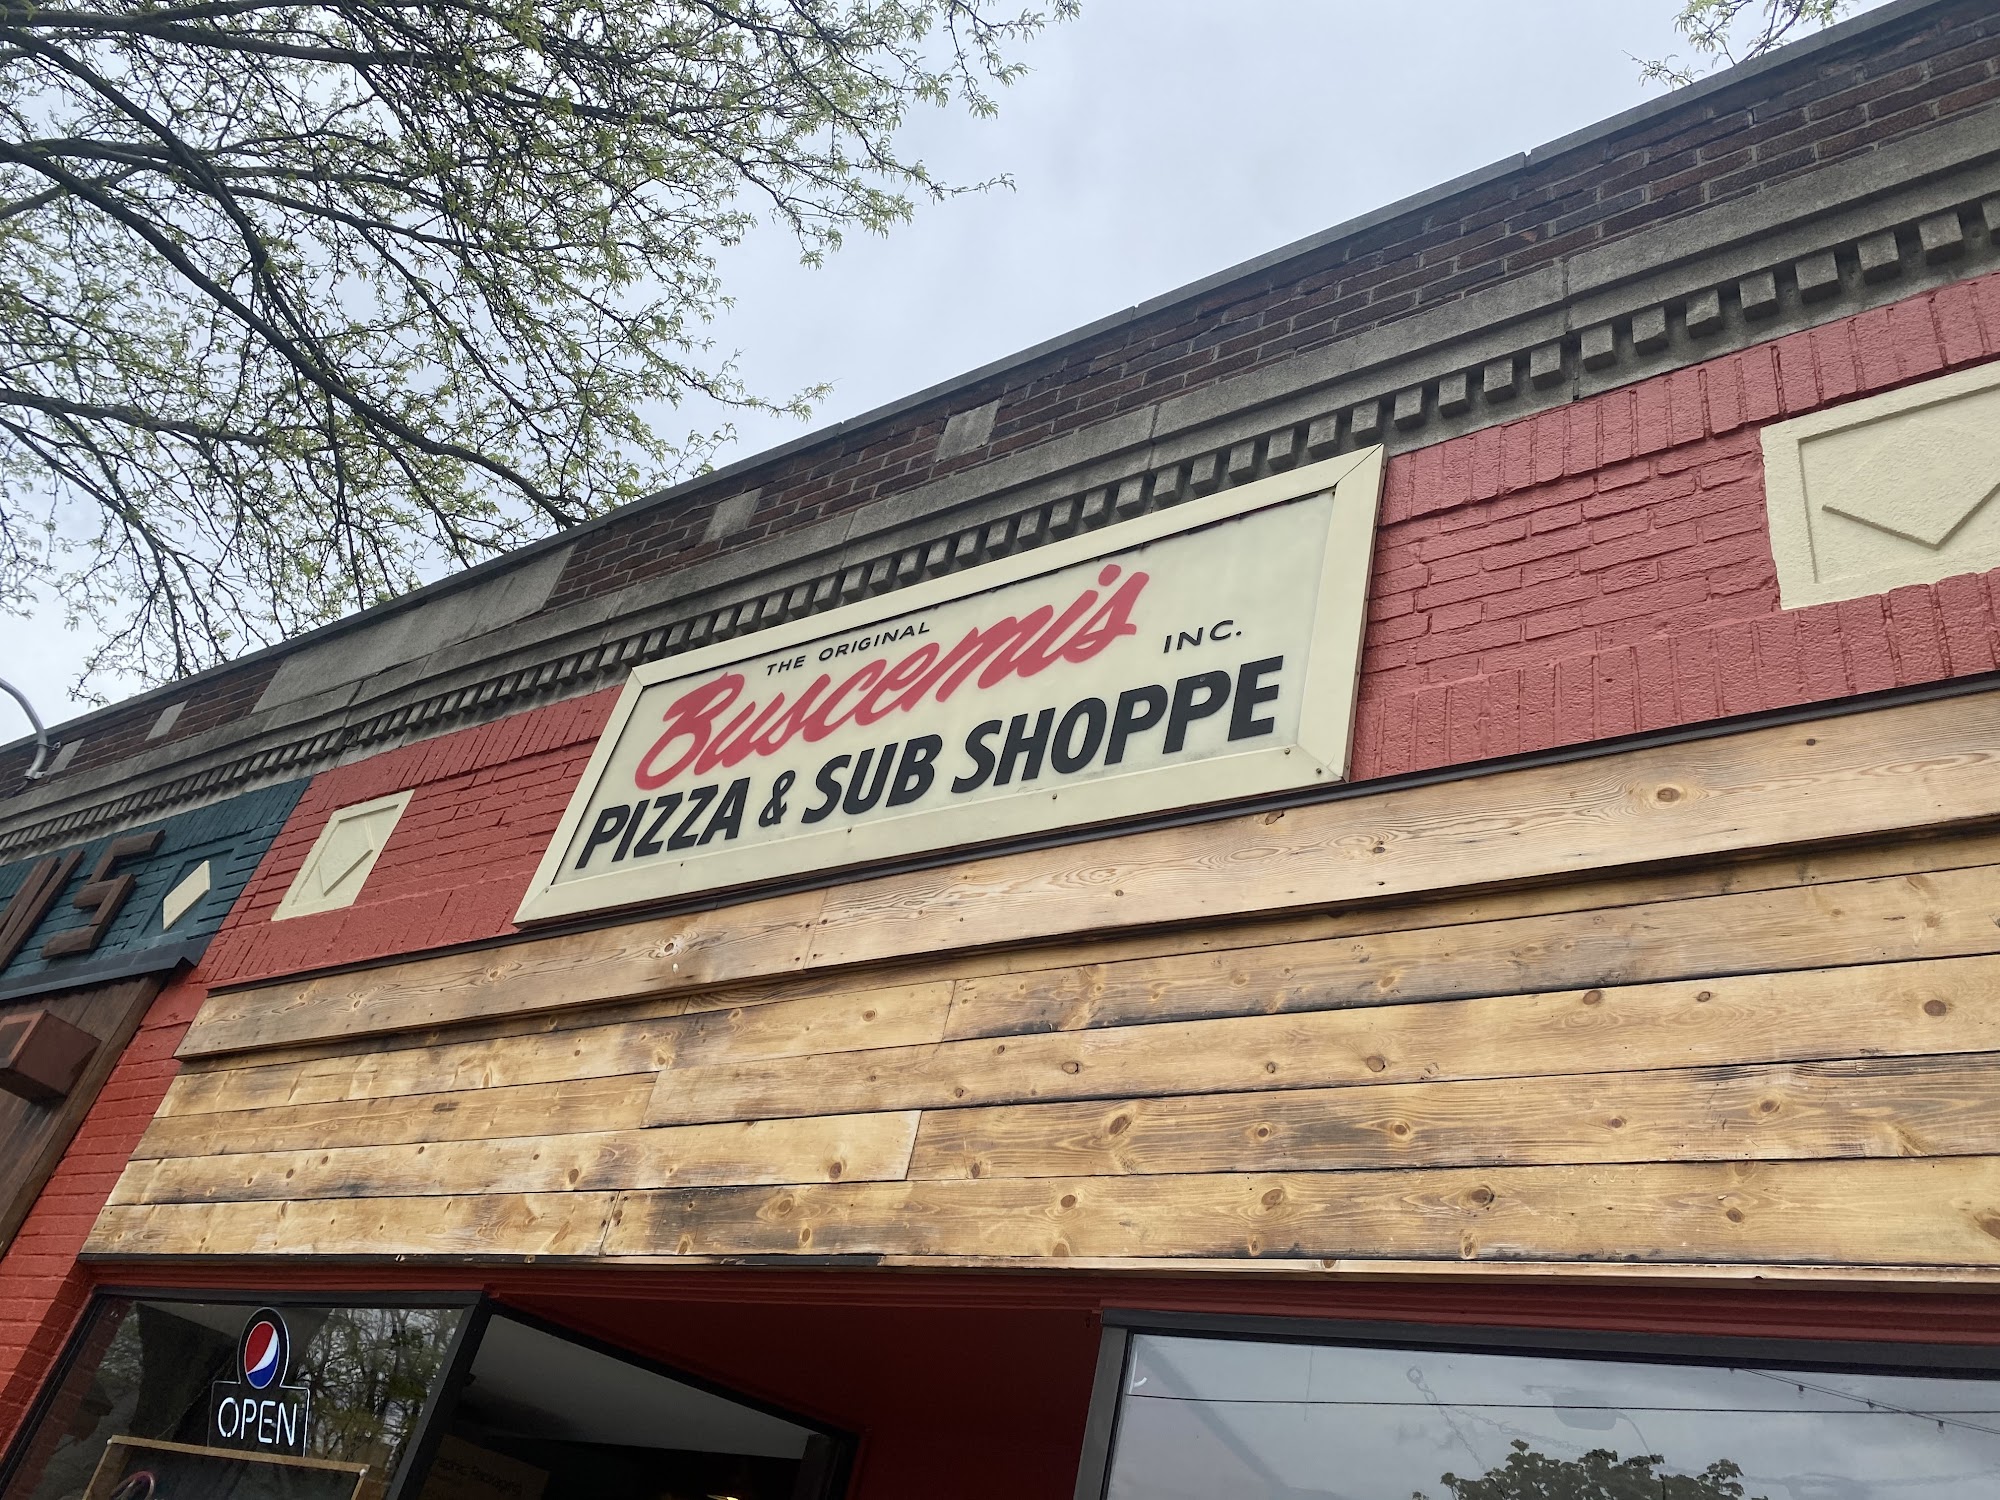 THE ORIGINAL
Buscemi's INC.
PIZZA & SUB SHOPPE
OPEN